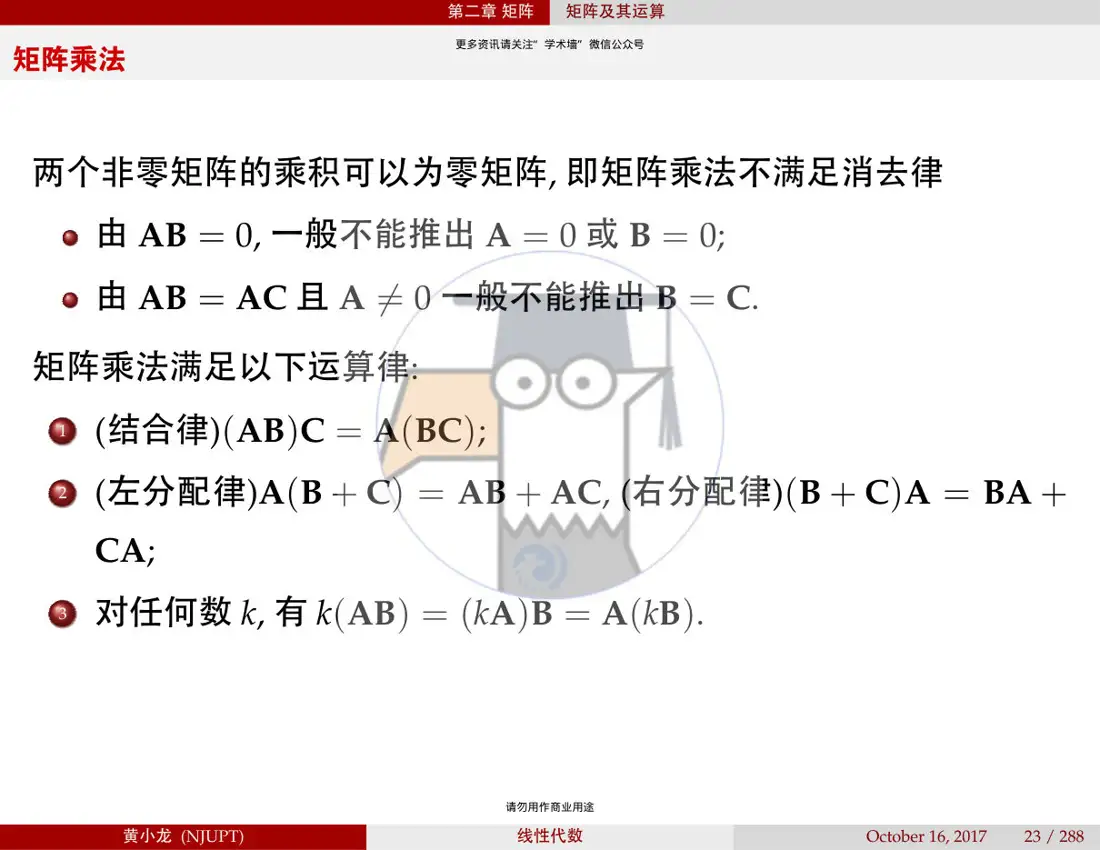 第二章 矩阵 矩阵及其运算
更多资讯请关注“学术墙”微信公众号
矩阵乘法
两个非零矩阵的乘积可以为零矩阵, 即矩阵乘法不满足消去律
由 AB = 0, 一般不能推出 A = 0 或 B = 0;
由 AB = AC 且 A ≠ 0 一般不能推出 B = C.
矩阵乘法满足以下运算律:
1 (结合律)(AB)C = A(BC);
2 (左分配律)A(B + C) = AB + AC, (右分配律)(B + C)A = BA +
CA;
3 对任何数 k, 有 k(AB) = (kA)B = A(kB).
请勿用作商业用途
黄小龙 (NJUPT) 线性代数 October 16, 2017 23 / 288